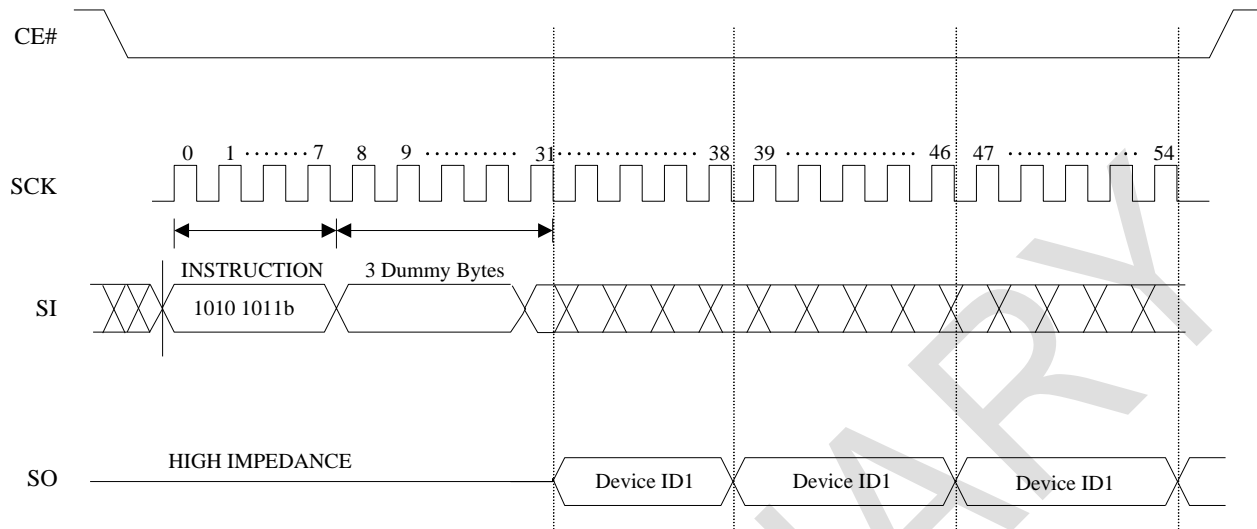 CE#
0 1 ······· 7 8 9 ·········· 31 ················ 38 39 ·············· 46 47 ·············· 54
SCK
INSTRUCTION 3 Dummy Bytes
SI 1010 1011b
HIGH IMPEDANCE
SO Device ID1 Device ID1 Device ID1